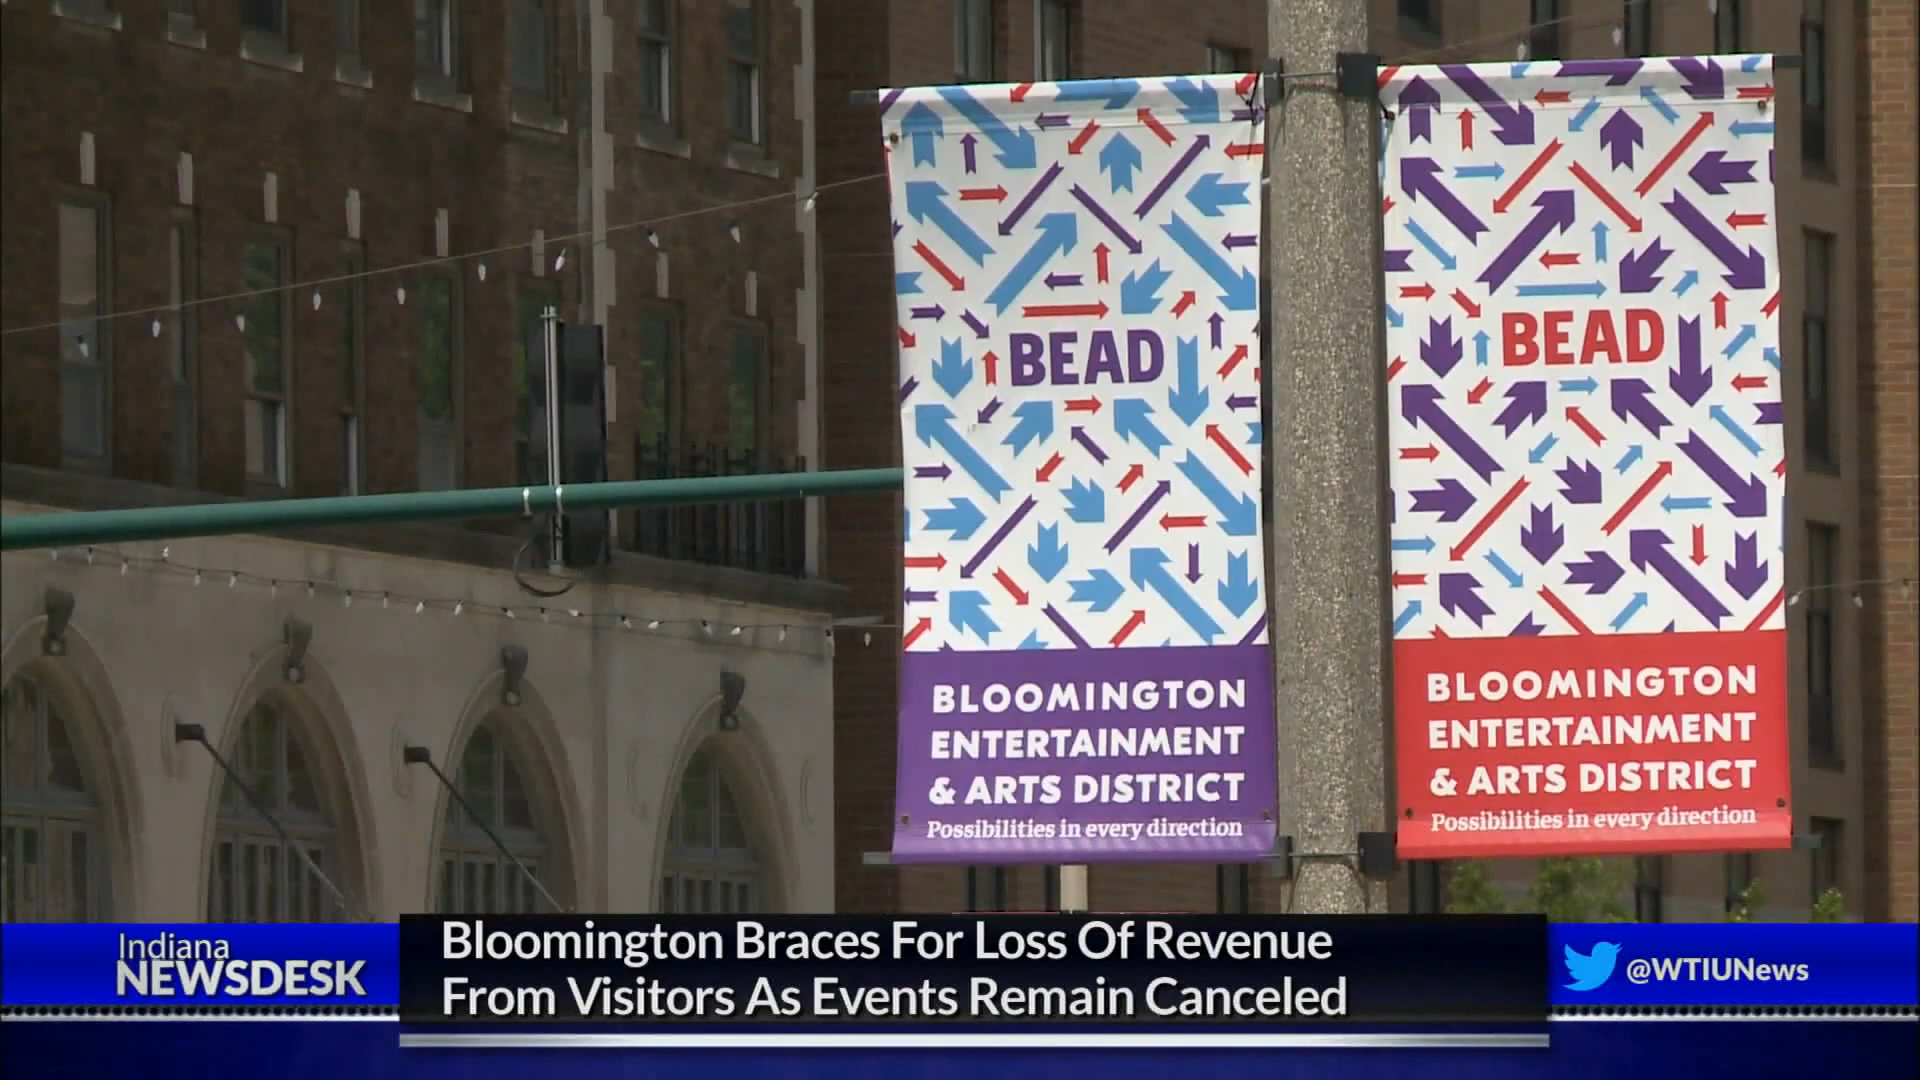 BEAD
BLOOMINGTON
ENTERTAINMENT
& ARTS DISTRICT
Possibilities in every direction
BEAD
BLOOMINGTON
ENTERTAINMENT
& ARTS DISTRICT
Possibilities in every direction
Indiana
NEWSDESK
Bloomington Braces For Loss Of Revenue
From Visitors As Events Remain Canceled
@WTIUNews